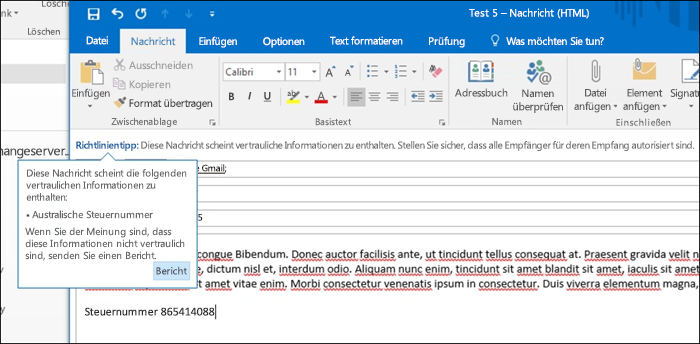 Test 5 – Nachricht (HTML)
nk
Löschen
Löschen
Datei Nachricht Einfügen Optionen Text formatieren Prüfung Was möchten Sie tun?
Einfügen
Ausschneiden
Kopieren
Format übertragen
Zwischenablage
Calibri 11
F K U
Basistext
Adressbuch
Namen überprüfen
Namen
Datei anfügen
Element anfügen
Signat
Einschließen
Richtlinientipp: Diese Nachricht scheint vertrauliche Informationen zu enthalten. Stellen Sie sicher, dass alle Empfänger für deren Empfang autorisiert sind.
hangeserver.
Diese Nachricht scheint die folgenden
vertraulichen Informationen zu
enthalten:
• Australische Steuernummer
Wenn Sie der Meinung sind, dass
diese Informationen nicht vertraulich
sind, senden Sie einen Bericht.
Bericht
e Gmail;
5
congue Bibendum. Donec auctor facilisis ante, ut tincidunt tellus consequat at. Praesent gravida velit n
e, dictum nisl et, interdum odio. Aliquam nunc enim, tincidunt sit amet blandit sit amet, iaculis sit amet
t amet vitae enim. Morbi consectetur venenatis ipsum in consectetur. Duis viverra elementum magna,
Steuernummer 865414088